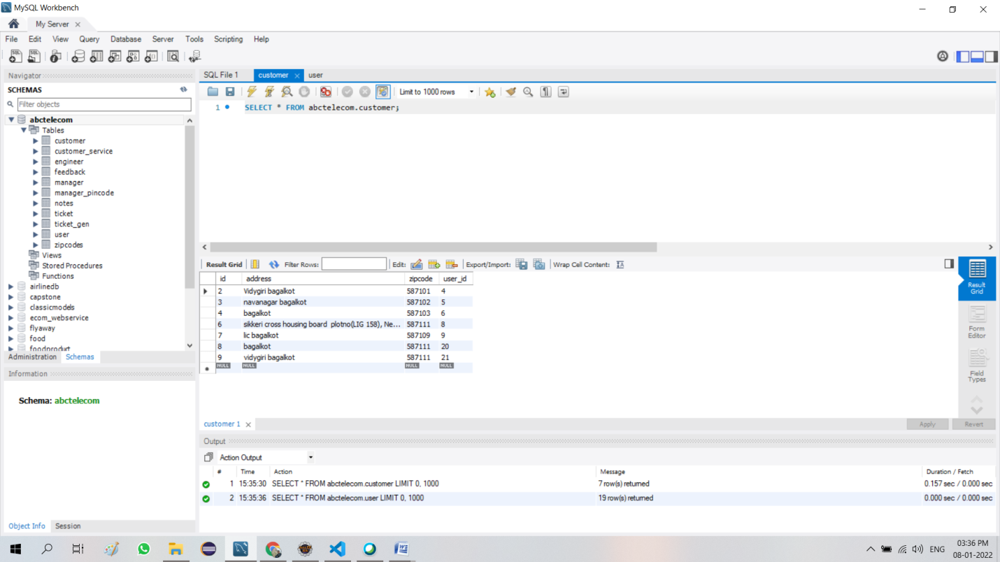 MySQL Workbench
My Server
File Edit View Query Database Server Tools Scripting Help
Navigator
SCHEMAS
Filter objects
abctelecom
Tables
customer
customer_service
engineer
feedback
manager
manager_pincode
notes
ticket
ticket_gen
user
zipcodes
Views
Stored Procedures
Functions
airlinedb
capstone
classicmodels
ecom_webservice
flyaway
food
foodproduct
Administration Schemas
Information
Schema: abctelecom
Object Info Session
SQL File 1 customer user
Limit to 1000 rows
1 SELECT * FROM abctelecom.customer;
Result Grid Filter Rows: Edit: Export/Import: Wrap Cell Content:
id address zipcode user_id
2 Vidygiri bagalkot 587101 4
3 navanagar bagalkot 587102 5
4 bagalkot 587103 6
6 sikkeri cross housing board plotno(LIG 158), Ne... 587111 8
7 lic bagalkot 587109 9
8 bagalkot 587111 20
9 vidygiri bagalkot 587111 21
NULL NULL NULL NULL
Result Grid
Form Editor
Field Types
customer 1
Apply Revert
Output
Action Output
# Time Action Message Duration / Fetch
1 15:35:30 SELECT * FROM abctelecom.customer LIMIT 0, 1000 7 row(s) returned 0.157 sec / 0.000 sec
2 15:35:36 SELECT * FROM abctelecom.user LIMIT 0, 1000 19 row(s) returned 0.000 sec / 0.000 sec
ENG
03:36 PM
08-01-2022